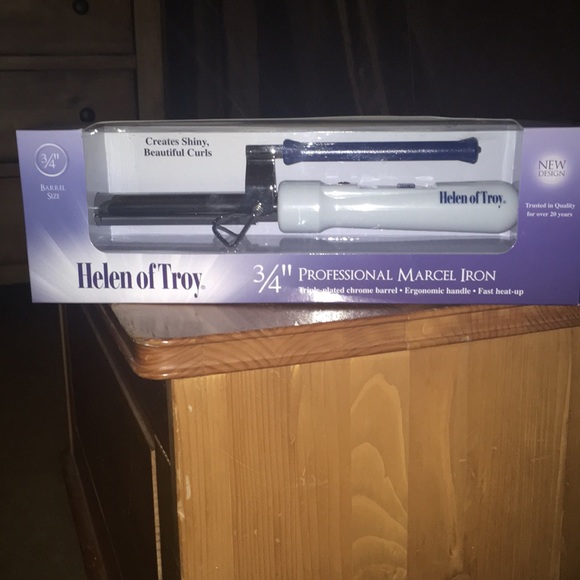 3/4"
BARREL
SIZE
Creates Shiny,
Beautiful Curls
Helen of Troy®
NEW
DESIGN
Trusted in Quality
for over 20 years
Helen of Troy®
3/4" PROFESSIONAL MARCEL IRON
Triple-plated chrome barrel • Ergonomic handle • Fast heat-up